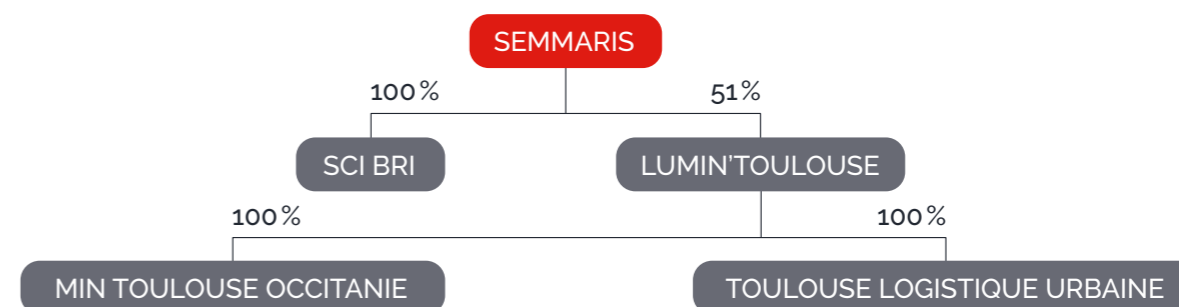 SEMMARIS
100 % 51 %
SCI BRI LUMIN'TOULOUSE
100 % 100 %
MIN TOULOUSE OCCITANIE TOULOUSE LOGISTIQUE URBAINE